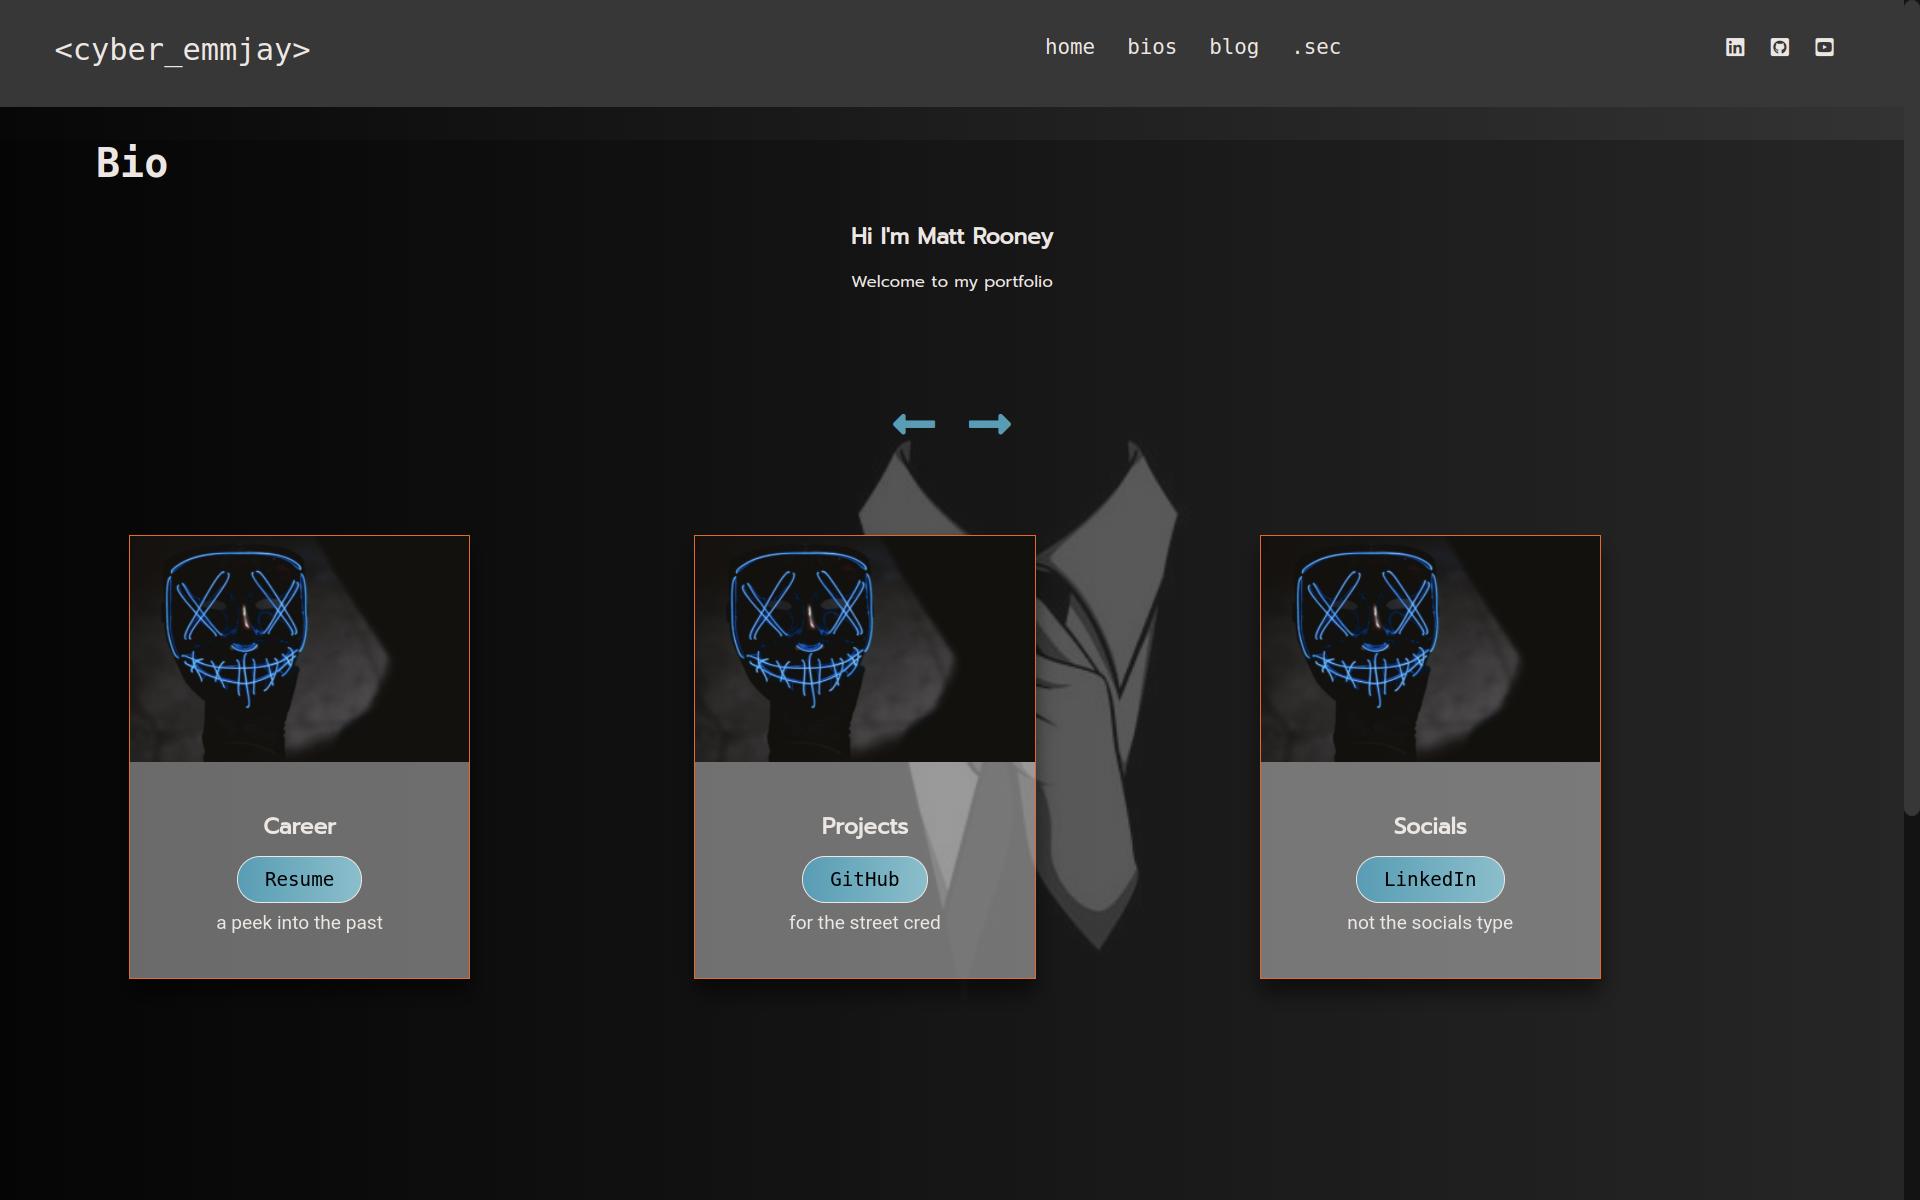 <cyber_emmjay>
home bios blog .sec
Bio
Hi I'm Matt Rooney
Welcome to my portfolio
Career
Resume
a peek into the past
Projects
GitHub
for the street cred
Socials
LinkedIn
not the socials type